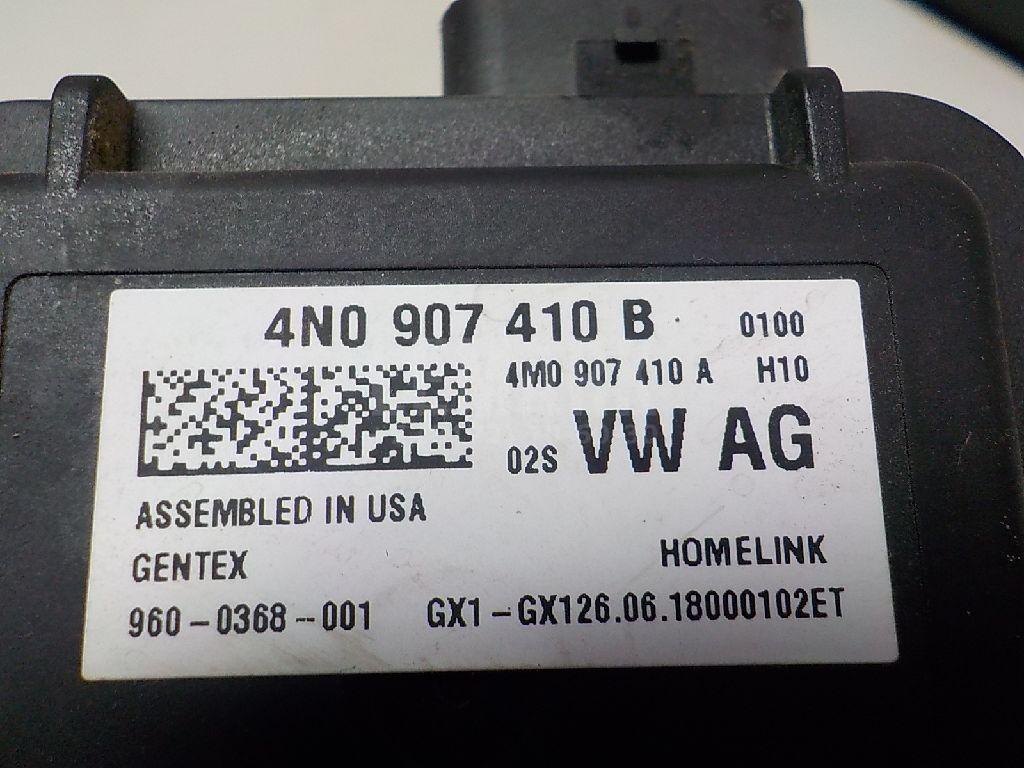 4N0 907 410 B 0100
4M0 907 410 A H10
02S VW AG
ASSEMBLED IN USA
GENTEX HOMELINK
960-0368-001 GX1-GX126.06.18000102ET